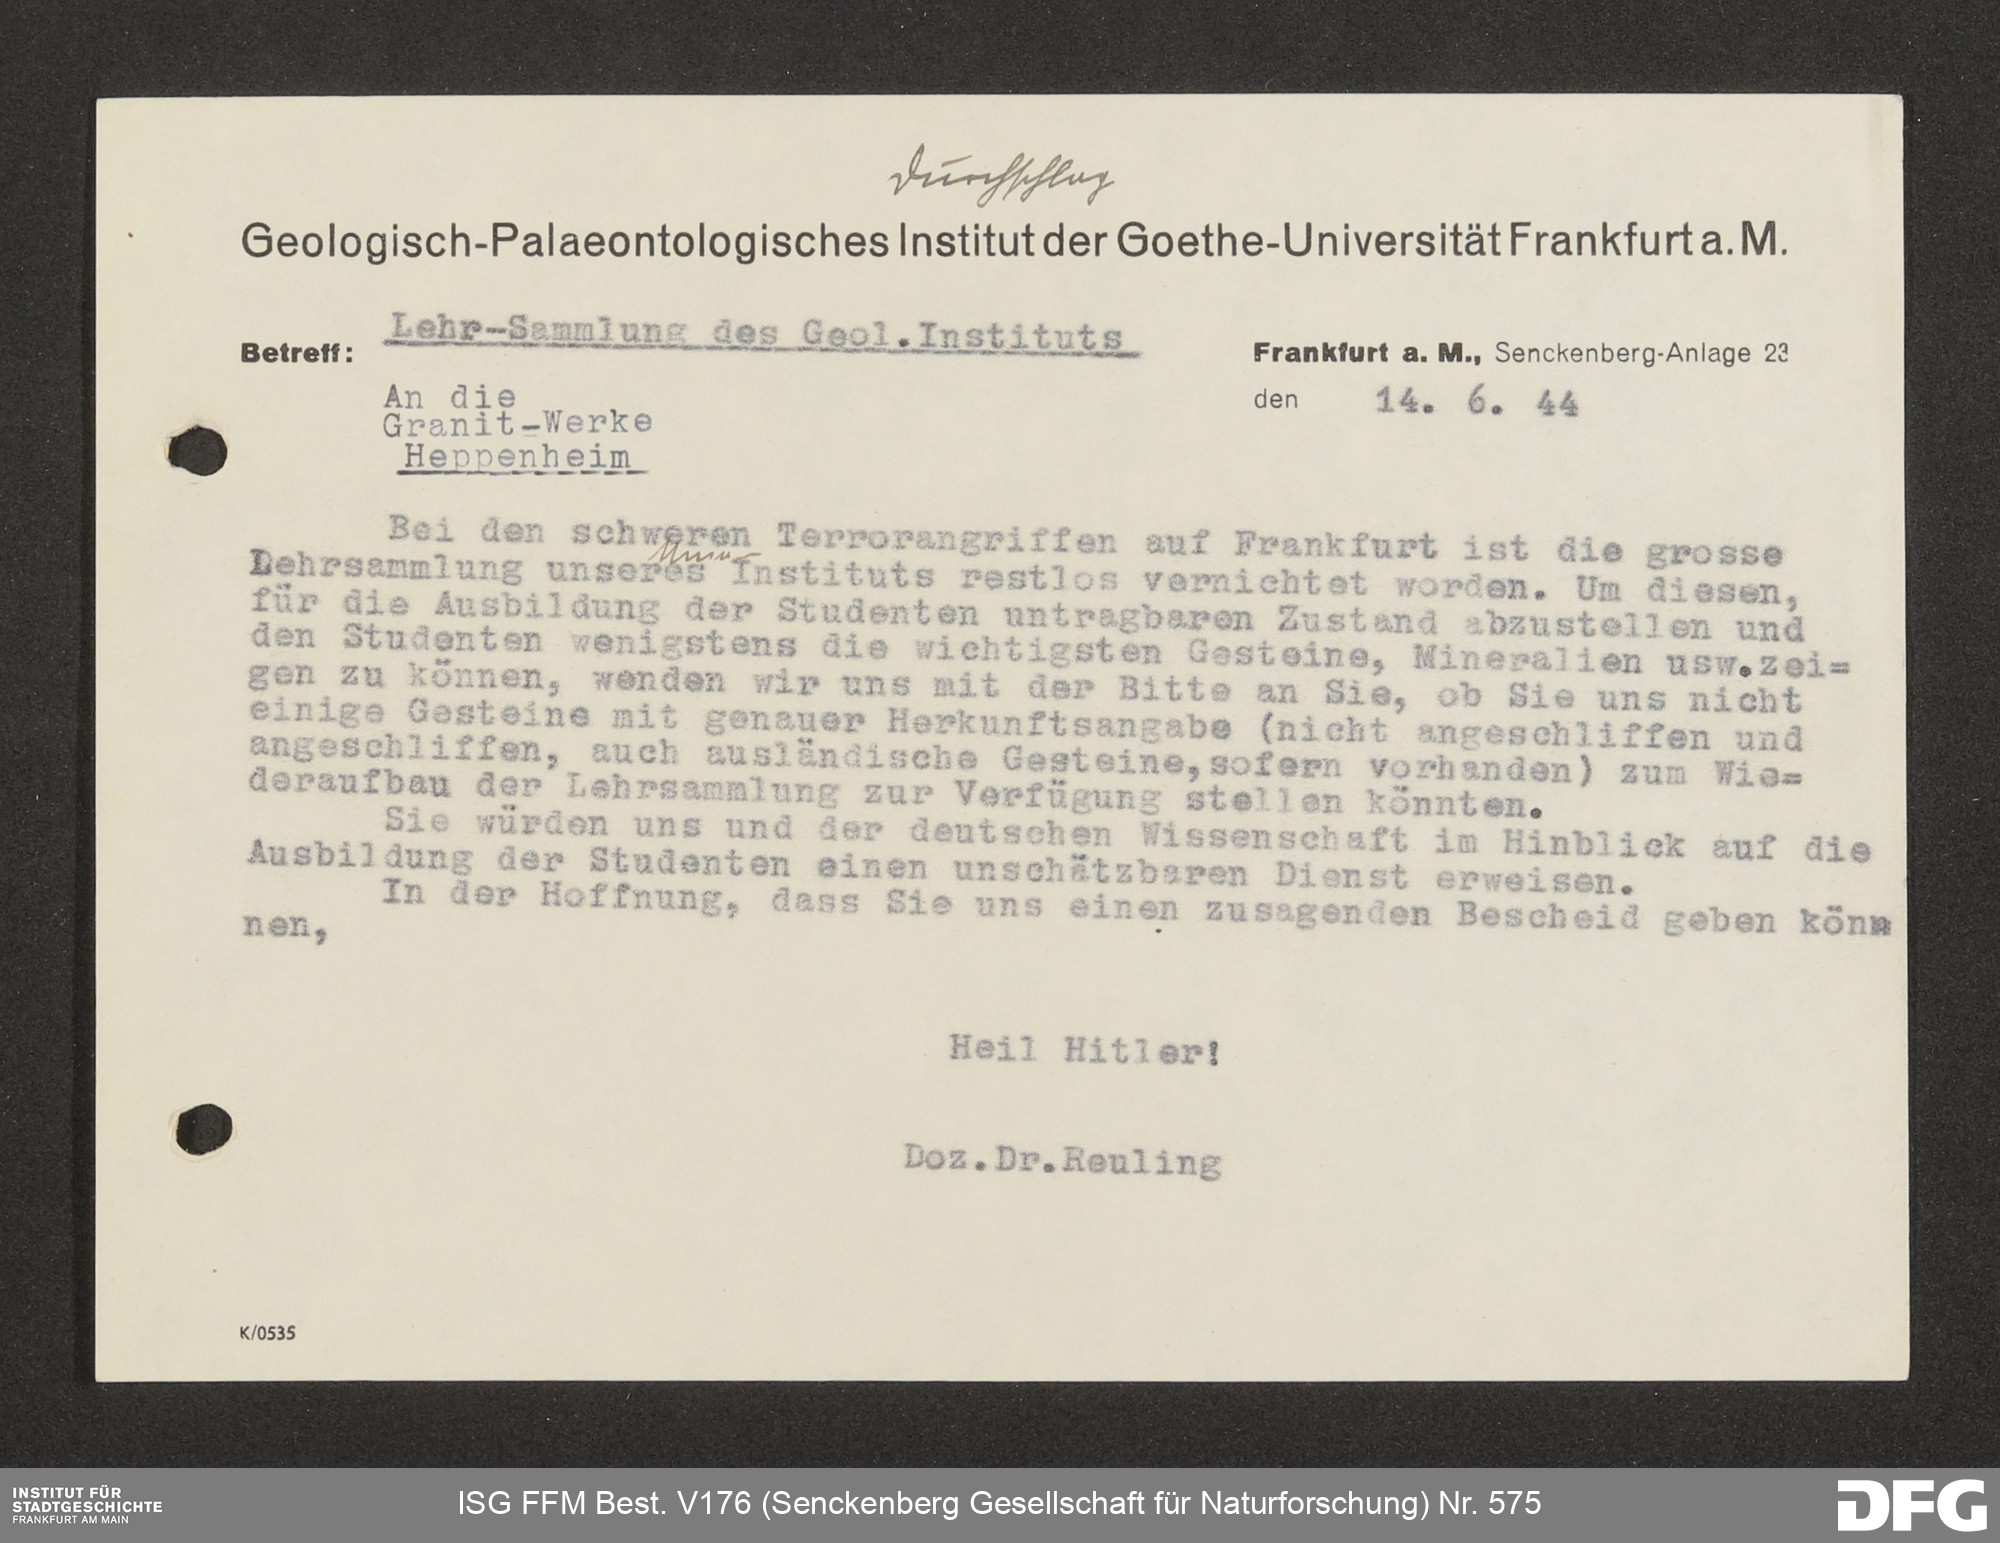 Durchschlag
Geologisch-Palaeontologisches Institut der Goethe-Universität Frankfurt a. M.
Betreff: Lehr-Sammlung des Geol.Instituts
Frankfurt a. M., Senckenberg-Anlage 23
den 14. 6. 44
An die
Granit-Werke
Heppenheim
Bei den schweren Terrorangriffen auf Frankfurt ist die grosse
Lehrsammlung unseres Instituts restlos vernichtet worden. Um diesen,
für die Ausbildung der Studenten untragbaren Zustand abzustellen und
den Studenten wenigstens die wichtigsten Gesteine, Mineralien usw.zei=
gen zu können, wenden wir uns mit der Bitte an Sie, ob Sie uns nicht
einige Gesteine mit genauer Herkunftsangabe (nicht angeschliffen und
angeschliffen, auch ausländische Gesteine,sofern vorhanden) zum Wie=
deraufbau der Lehrsammlung zur Verfügung stellen könnten.
Sie würden uns und der deutschen Wissenschaft im Hinblick auf die
Ausbildung der Studenten einen unschätzbaren Dienst erweisen.
In der Hoffnung, dass Sie uns einen zusagenden Bescheid geben könn
nen,
Heil Hitler!
Doz.Dr.Reuling
K/0535
INSTITUT FÜR
STADTGESCHICHTE
FRANKFURT AM MAIN
ISG FFM Best. V176 (Senckenberg Gesellschaft für Naturforschung) Nr. 575
DFG